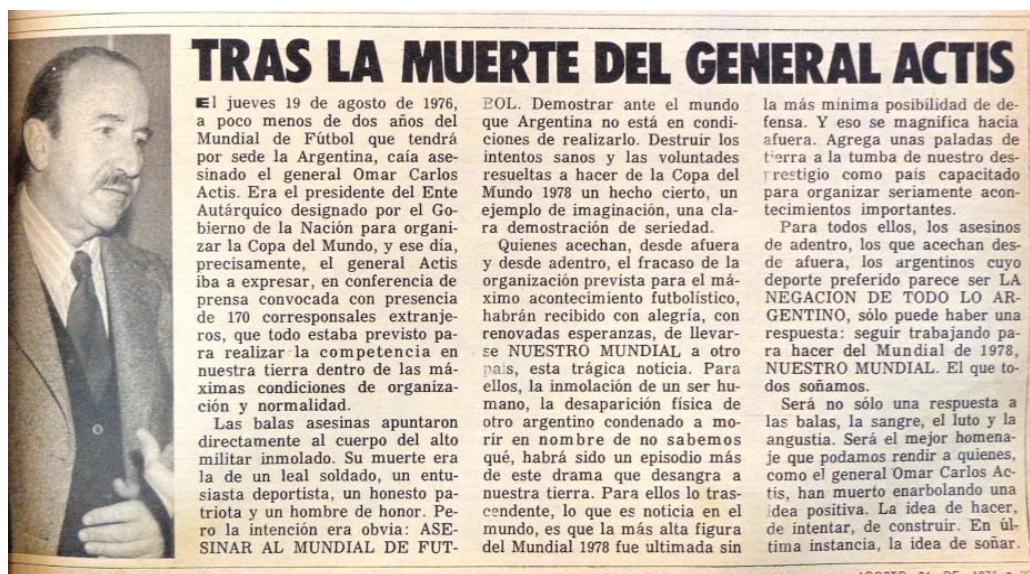 TRAS LA MUERTE DEL GENERAL ACTIS
El jueves 19 de agosto de 1976,
a poco menos de dos años del
Mundial de Fútbol que tendrá
por sede la Argentina, caía ase-
sinado el general Omar Carlos
Actis. Era el presidente del Ente
Autárquico designado por el Go-
bierno de la Nación para organi-
zar la Copa del Mundo, y ese día,
precisamente, el general Actis
iba a expresar, en conferencia de
prensa convocada con presencia
de 170 corresponsales extranje-
ros, que todo estaba previsto pa-
ra realizar la competencia en
nuestra tierra dentro de las má-
ximas condiciones de organiza-
ción y normalidad.
Las balas asesinas apuntaron
directamente al cuerpo del alto
militar inmolado. Su muerte era
la de un leal soldado, un entu-
siasta deportista, un honesto pa-
triota y un hombre de honor. Pe-
ro la intención era obvia: ASE-
SINAR AL MUNDIAL DE FUT-
BOL. Demostrar ante el mundo
que Argentina no está en condi-
ciones de realizarlo. Destruir los
intentos sanos y las voluntades
resueltas a hacer de la Copa del
Mundo 1978 un hecho cierto, un
ejemplo de imaginación, una cla-
ra demostración de seriedad.
Quienes acechan, desde afuera
y desde adentro, el fracaso de la
organización prevista para el má-
ximo acontecimiento futbolístico,
habrán recibido con alegría, con
renovadas esperanzas, de llevar-
se NUESTRO MUNDIAL a otro
país, esta trágica noticia. Para
ellos, la inmolación de un ser hu-
mano, la desaparición física de
otro argentino condenado a mo-
rir en nombre de no sabemos
qué, habrá sido un episodio más
de este drama que desangra a
nuestra tierra. Para ellos lo tras-
cendente, lo que es noticia en el
mundo, es que la más alta figura
del Mundial 1978 fue ultimada sin
la más mínima posibilidad de de-
fensa. Y eso se magnifica hacia
afuera. Agrega unas paladas de
tierra a la tumba de nuestro des-
prestigio como país capacitado
para organizar seriamente acon-
tecimientos importantes.
Para todos ellos, los asesinos
de adentro, los que acechan des-
de afuera, los argentinos cuyo
deporte preferido parece ser LA
NEGACION DE TODO LO AR-
GENTINO, sólo puede haber una
respuesta: seguir trabajando pa-
ra hacer del Mundial de 1978,
NUESTRO MUNDIAL. El que to-
dos soñamos.
Será no sólo una respuesta a
las balas, la sangre, el luto y la
angustia. Será el mejor homena-
je que podamos rendir a quienes,
como el general Omar Carlos Ac-
tis, han muerto enarbolando una
idea positiva. La idea de hacer,
de intentar, de construir. En úl-
tima instancia, la idea de soñar.